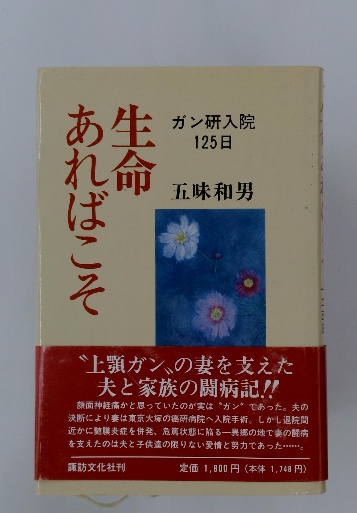 生命
あればこそ
ガン研入院
125日
五味和男
〝上顎ガン〟の妻を支えた
夫と家族の闘病記!!
顔面神経痛かと思っていたのが実は〝ガン〟であった。夫の
決断により妻は東京大塚の癌研病院へ入院手術。しかし退院間
近かに髄膜炎症を併発、危篤状態に陥る―異郷の地で妻の闘病
を支えたのは夫と子供達の限りない愛情と努力であった……。
諏訪文化社刊
定価 1,800円(本体 1,748円)